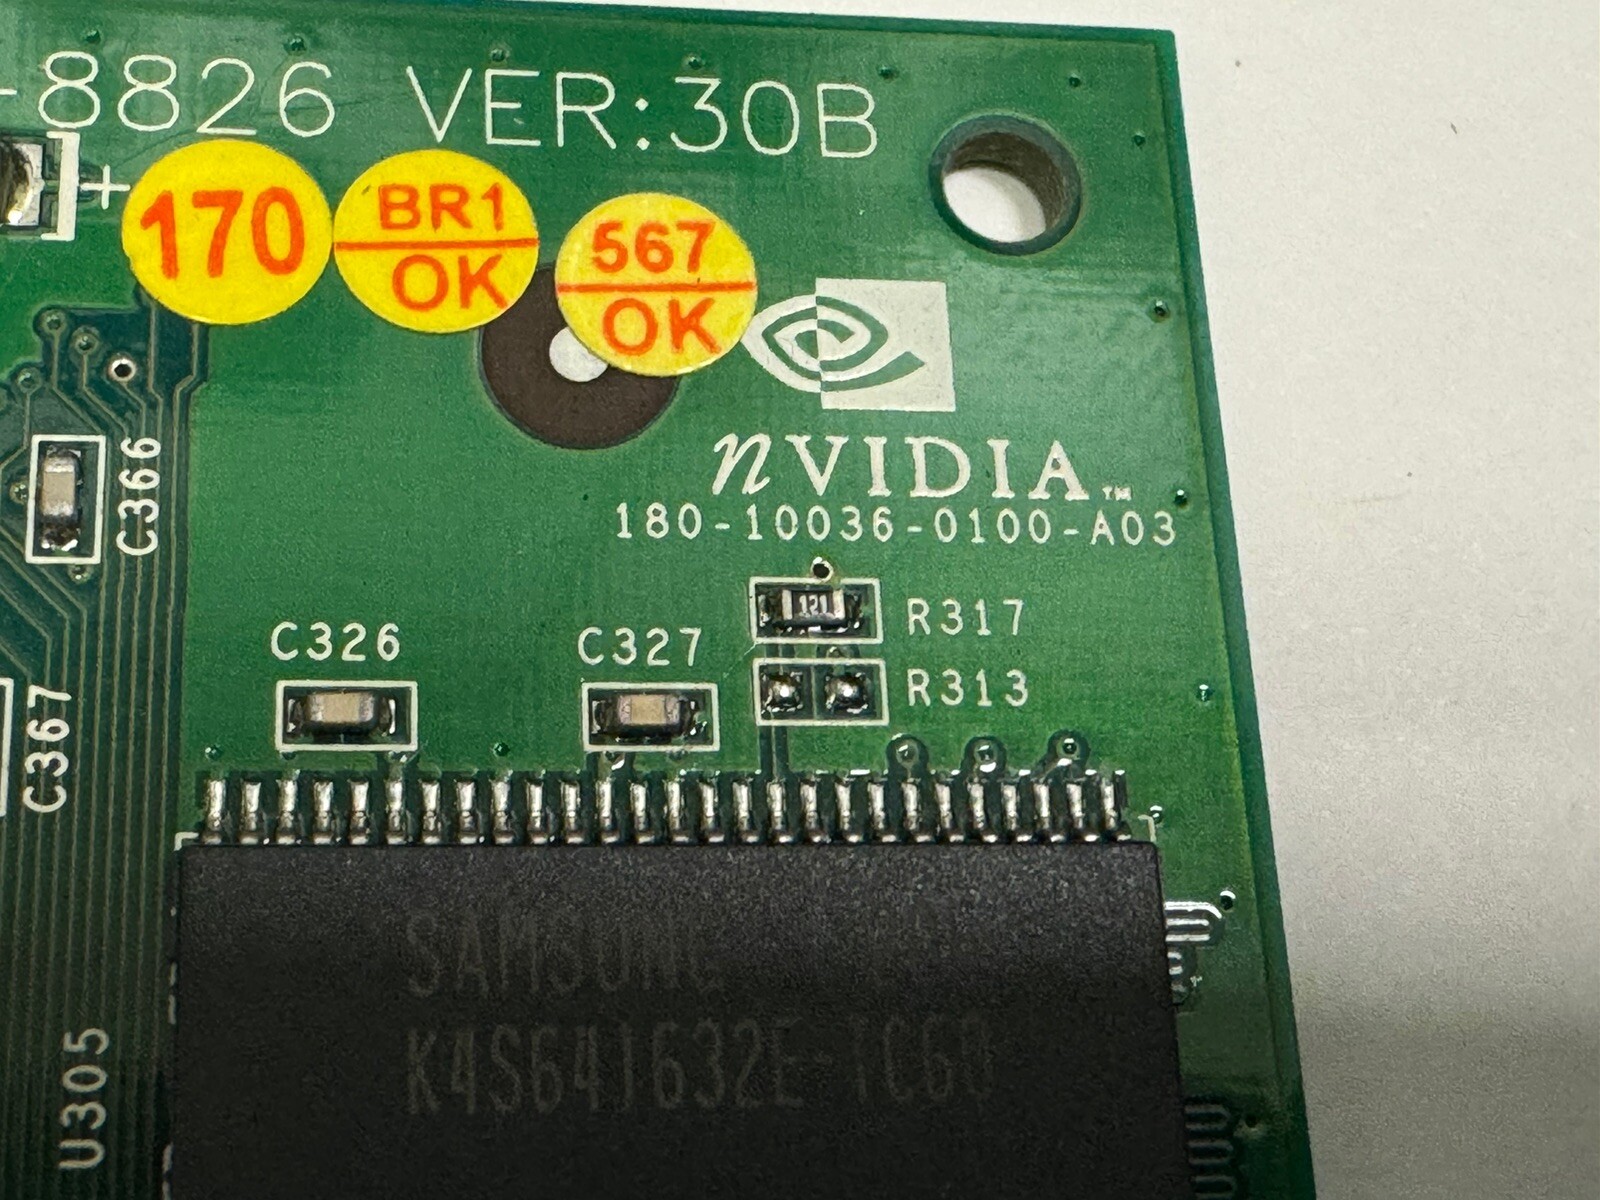 -8826 VER:30B
+
170
BR1
OK
567
OK
nVIDIA™
180-10036-0100-A03
121
R317
R313
C366
C326
C327
C367
SAMSUNG
K4S641632E-TC60
U305